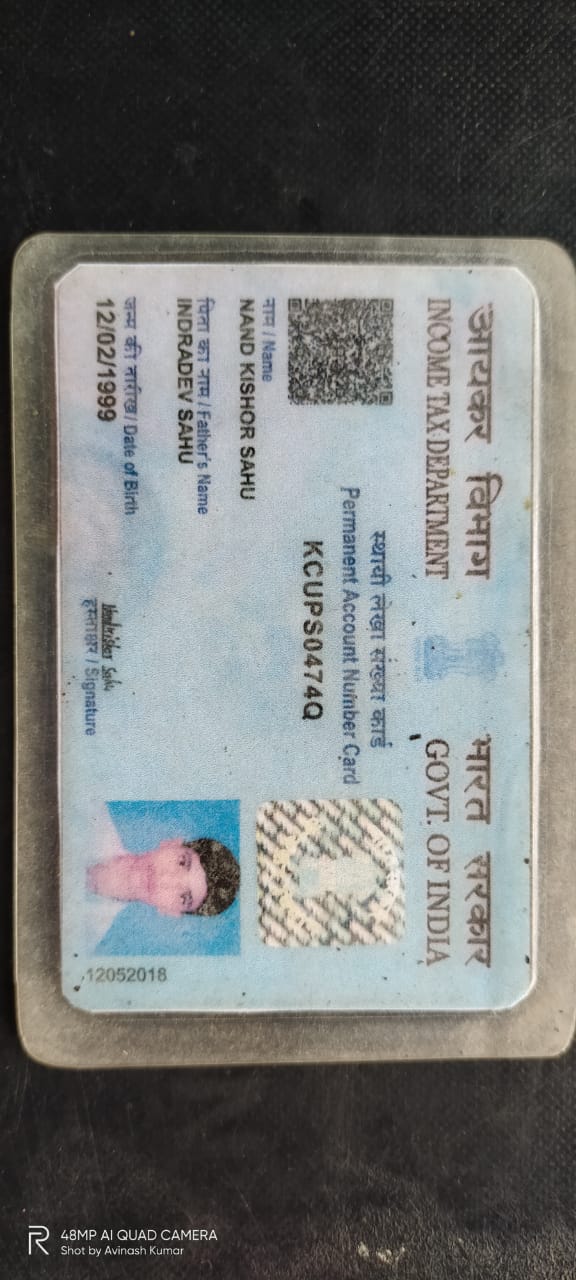 आयकर विभाग
INCOME TAX DEPARTMENT
भारत सरकार
GOVT. OF INDIA
स्थायी लेखा संख्या कार्ड
Permanent Account Number Card
KCUPS0474Q
नाम / Name
NAND KISHOR SAHU
पिता का नाम / Father's Name
INDRADEV SAHU
जन्म की तारीख / Date of Birth
12/02/1999
हस्ताक्षर / Signature
12052018
48MP AI QUAD CAMERA
Shot by Avinash Kumar